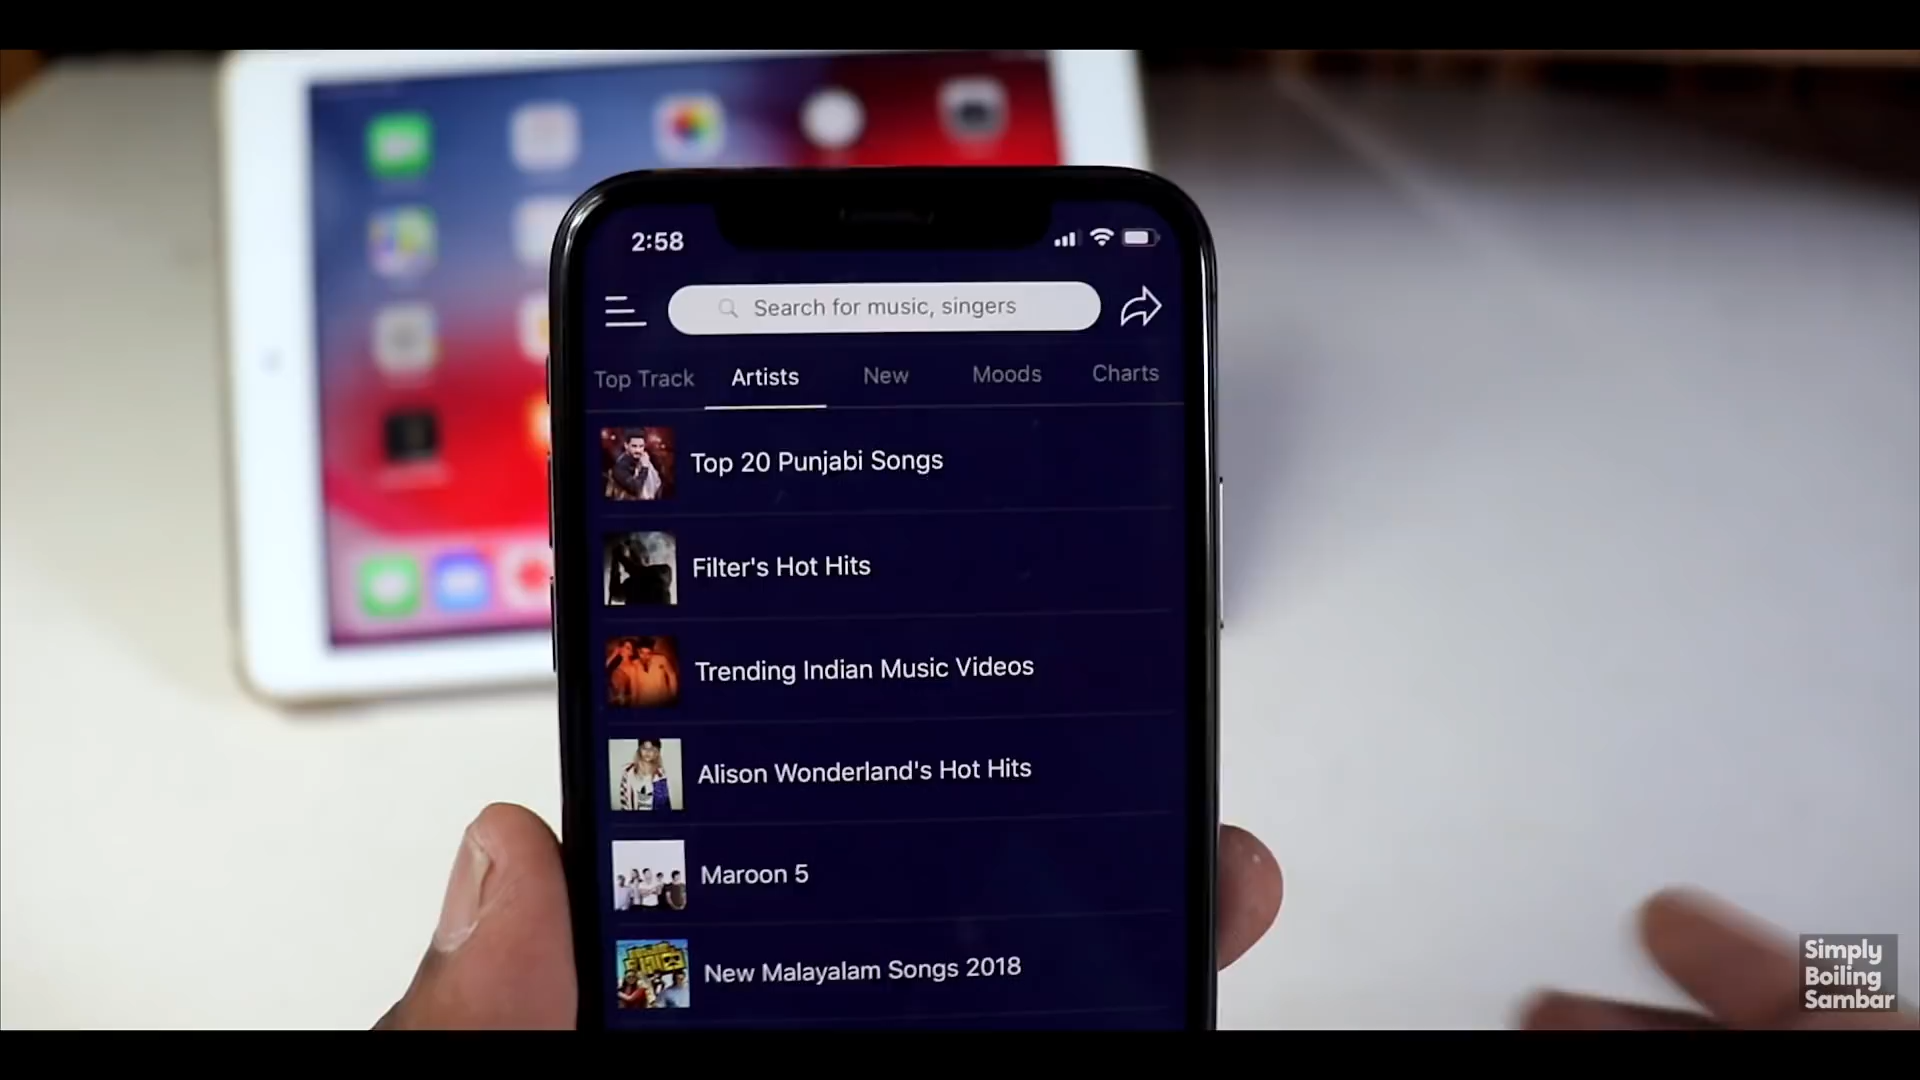 2:58
Search for music, singers
Top Track Artists New Moods Charts
Top 20 Punjabi Songs
Filter's Hot Hits
Trending Indian Music Videos
Alison Wonderland's Hot Hits
Maroon 5
New Malayalam Songs 2018
Simply
Boiling
Sambar